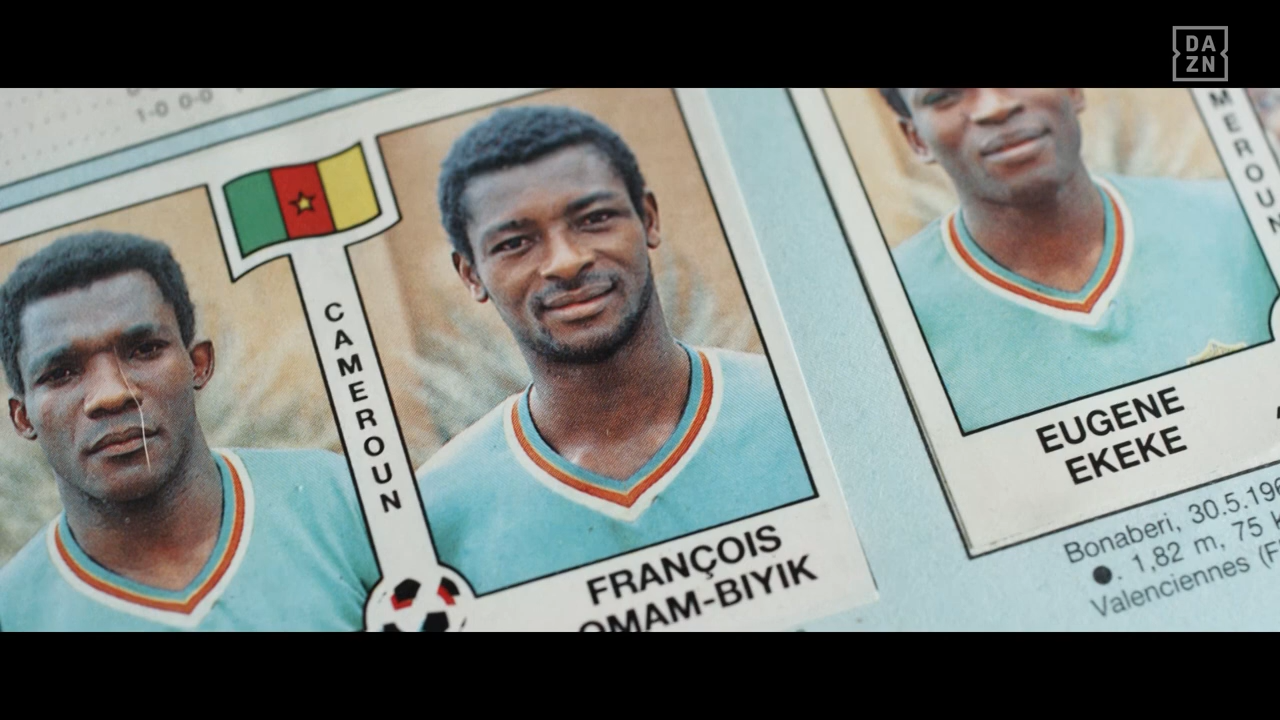 DA
ZN
1-0 0-0
CAMEROUN
FRANÇOIS
OMAM-BIYIK
MEROUN
EUGENE
EKEKE
Bonaberi, 30.5.196
●. 1,82 m, 75 k
Valenciennes (F